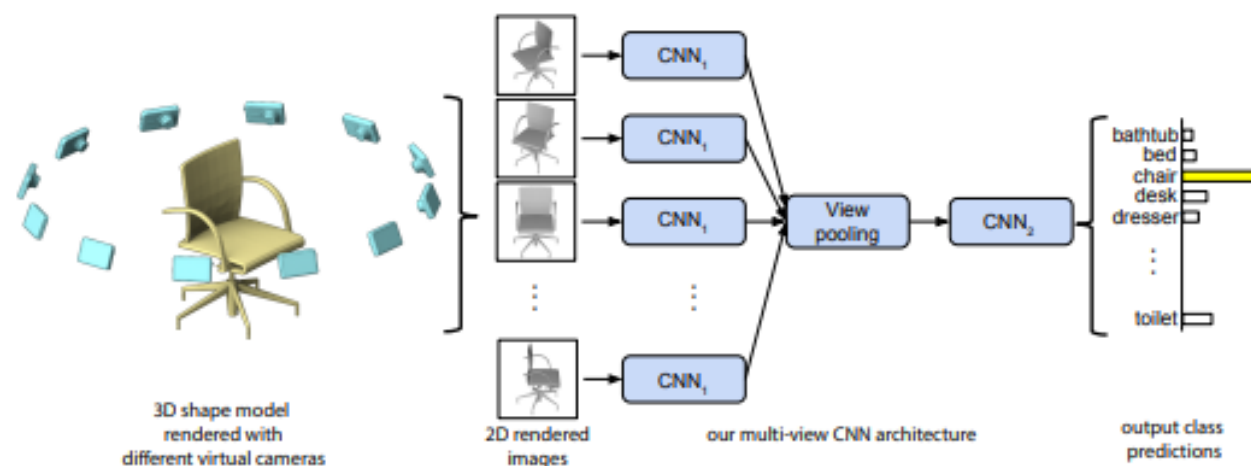 CNN₁
CNN₁
CNN₁
CNN₁
View
pooling
CNN₂
bathtub
bed
chair
desk
dresser
toilet
3D shape model
rendered with
different virtual cameras
2D rendered
images
our multi-view CNN architecture
output class
predictions